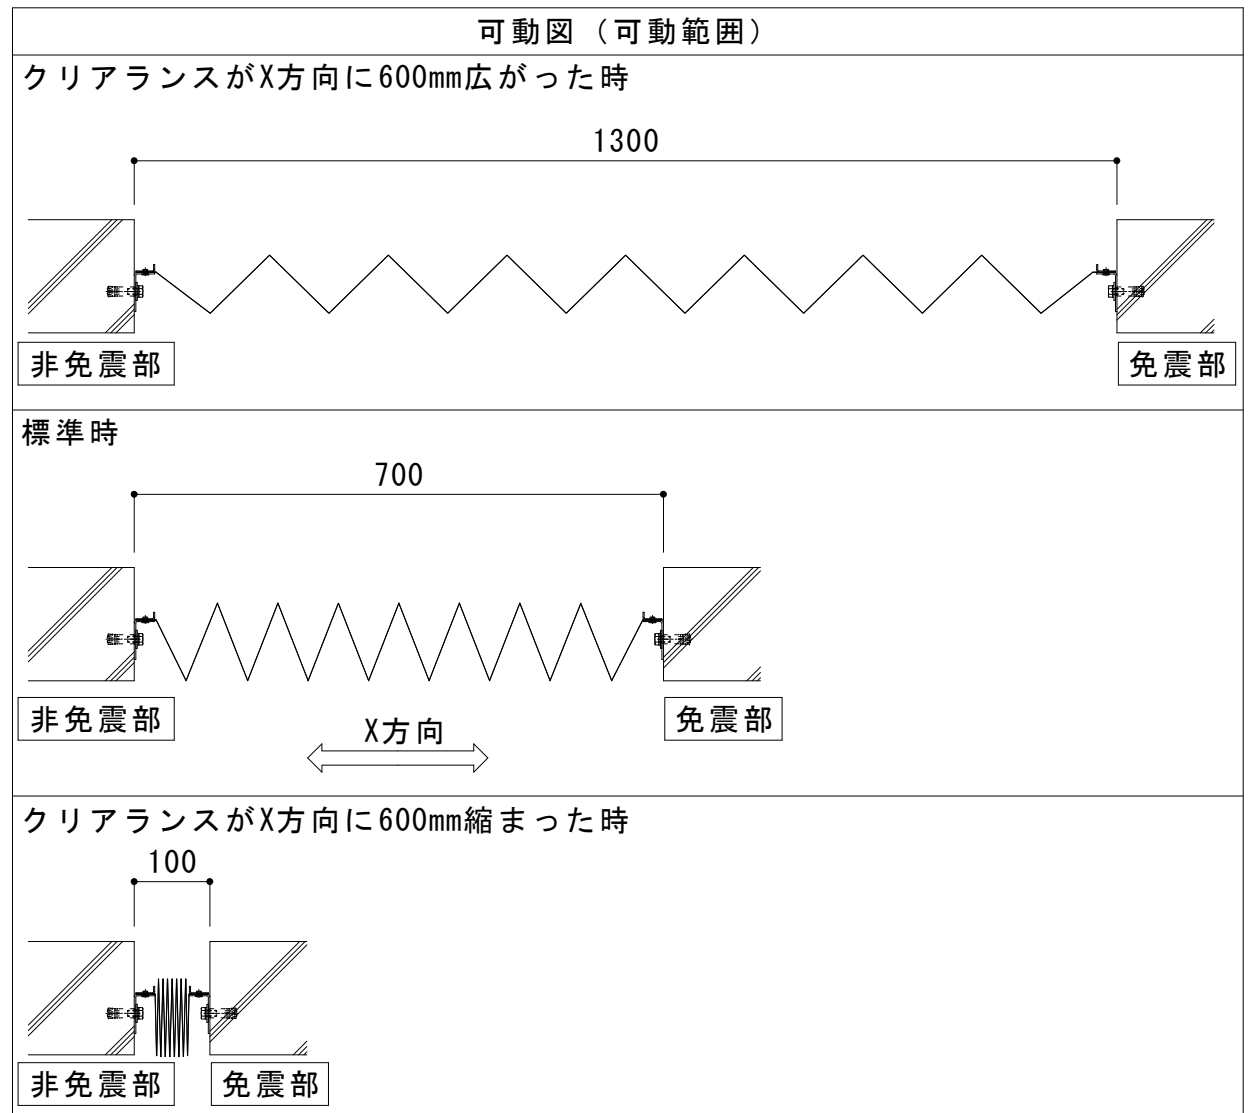 可動図（可動範囲）
クリアランスがX方向に600mm広がった時
1300
非免震部
免震部
標準時
700
非免震部
X方向
免震部
クリアランスがX方向に600mm縮まった時
100
非免震部
免震部